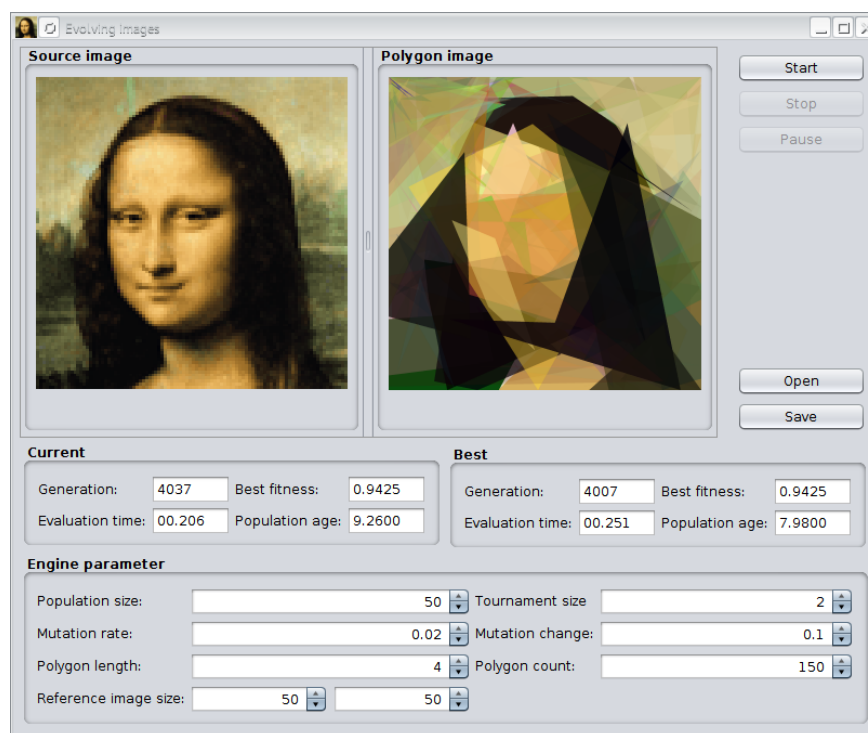 Evolving Images
Source image
Polygon image
Start
Stop
Pause
Open
Save
Current
Generation: 4037 Best fitness: 0.9425
Evaluation time: 00.206 Population age: 9.2600
Best
Generation: 4007 Best fitness: 0.9425
Evaluation time: 00.251 Population age: 7.9800
Engine parameter
Population size: 50 Tournament size 2
Mutation rate: 0.02 Mutation change: 0.1
Polygon length: 4 Polygon count: 150
Reference image size: 50 50